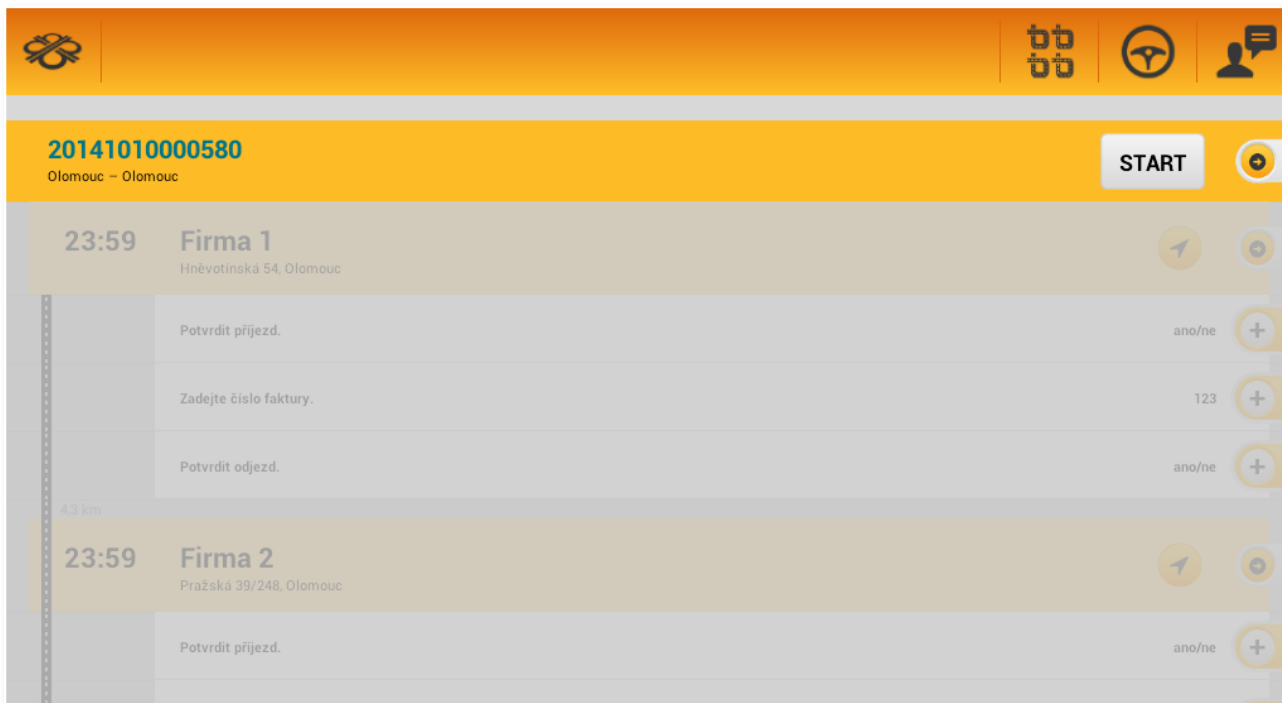 20141010000580
Olomouc – Olomouc
START
23:59
Firma 1
Hněvotínská 54, Olomouc
Potvrdit příjezd.
ano/ne
Zadejte číslo faktury.
123
Potvrdit odjezd.
ano/ne
4,3 km
23:59
Firma 2
Pražská 39/248, Olomouc
Potvrdit příjezd.
ano/ne